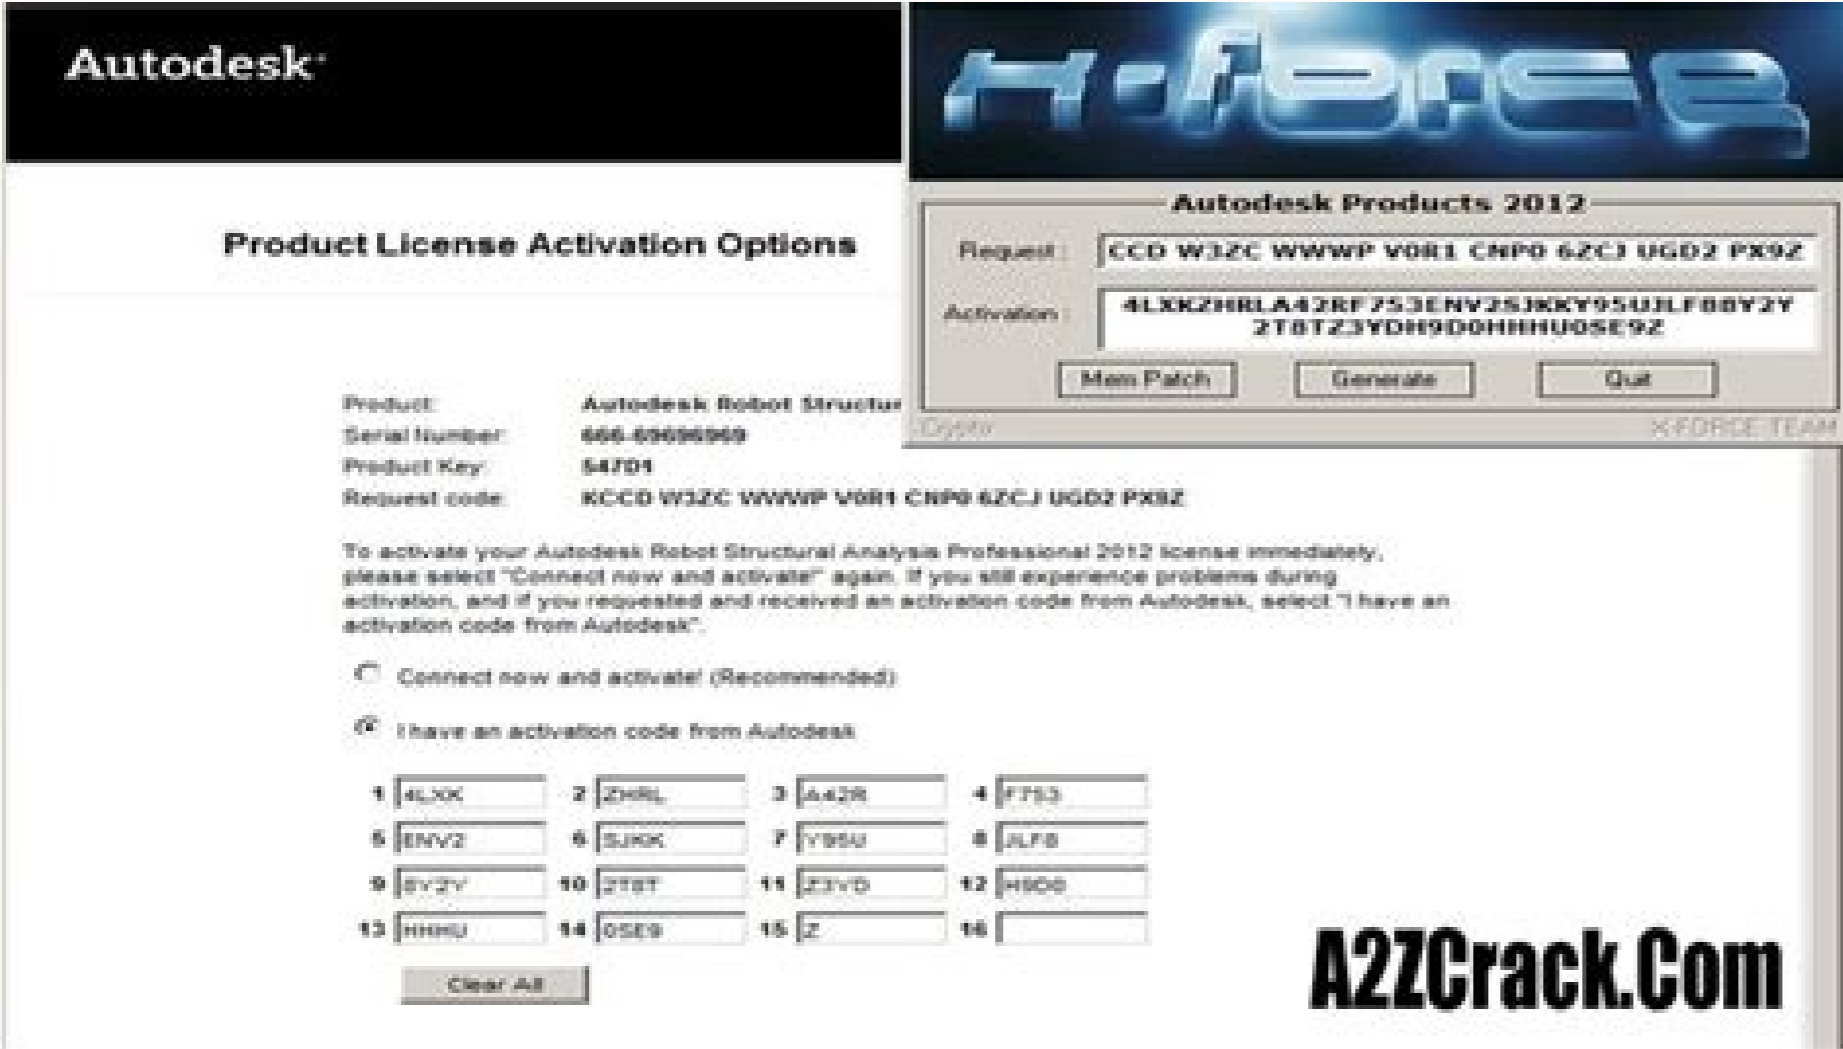 Autodesk
X-force
Autodesk Products 2012
Request : CCD W3ZC WWWP V0R1 CNP0 6ZCJ UGD2 PX9Z
Activation : 4LXKZHRLA42RF753ENV2SJKKY95UJLF88Y2Y
2T8TZ3YDH9D0HHHU0SE9Z
Mem Patch Generate Quit
Crypto X-FORCE TEAM
Product License Activation Options
Product: Autodesk Robot Structur
Serial Number: 666-69696969
Product Key: 547D1
Request code: KCCD W3ZC WWWP V0R1 CNP0 6ZCJ UGD2 PX9Z
To activate your Autodesk Robot Structural Analysis Professional 2012 license immediately,
please select "Connect now and activate!" again. If you still experience problems during
activation, and if you requested and received an activation code from Autodesk, select "I have an
activation code from Autodesk".
Connect now and activate! (Recommended)
I have an activation code from Autodesk
1 4LXK 2 ZHRL 3 A42R 4 F753
5 ENV2 6 SJKK 7 Y95U 8 JLF8
9 8Y2Y 10 2T8T 11 Z3YD 12 H9D0
13 HHHU 14 0SE9 15 Z 16
Clear All
A2ZCrack.Com